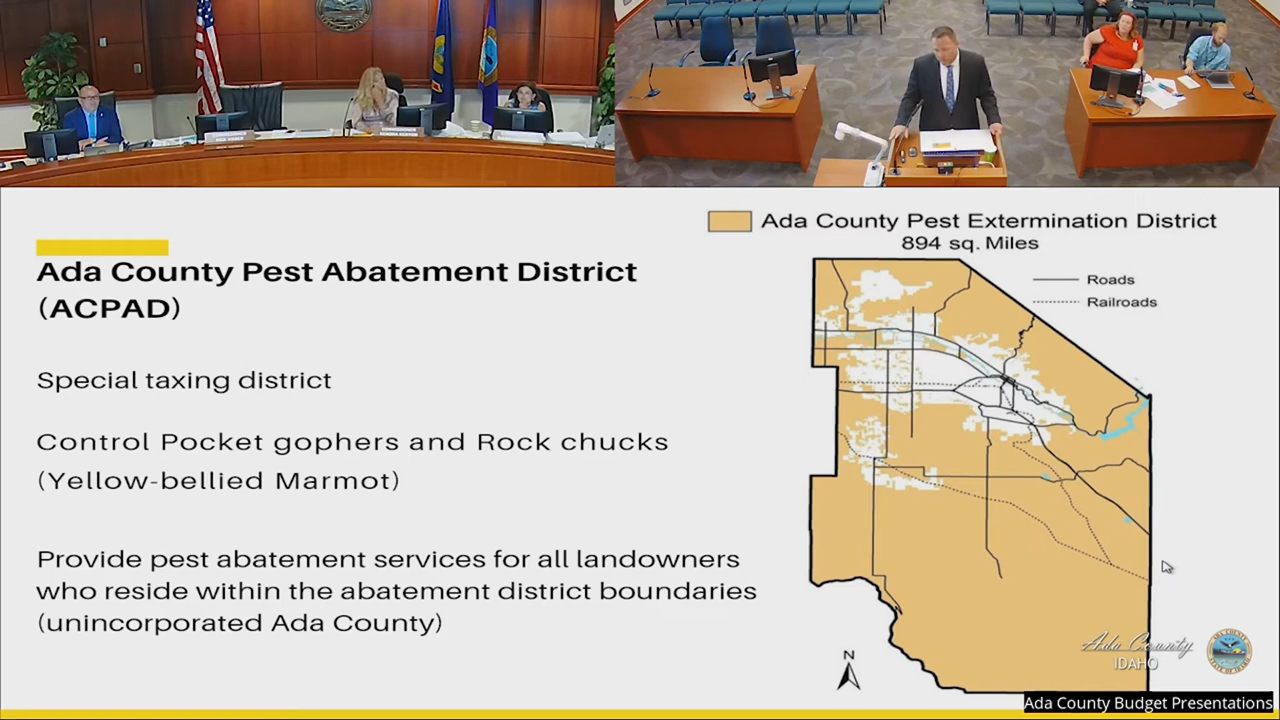 Ada County Pest Abatement District
(ACPAD)
Special taxing district
Control Pocket gophers and Rock chucks
(Yellow-bellied Marmot)
Provide pest abatement services for all landowners
who reside within the abatement district boundaries
(unincorporated Ada County)
Ada County Pest Extermination District
894 sq. Miles
Roads
Railroads
N
Ada County
IDAHO
Ada County Budget Presentations